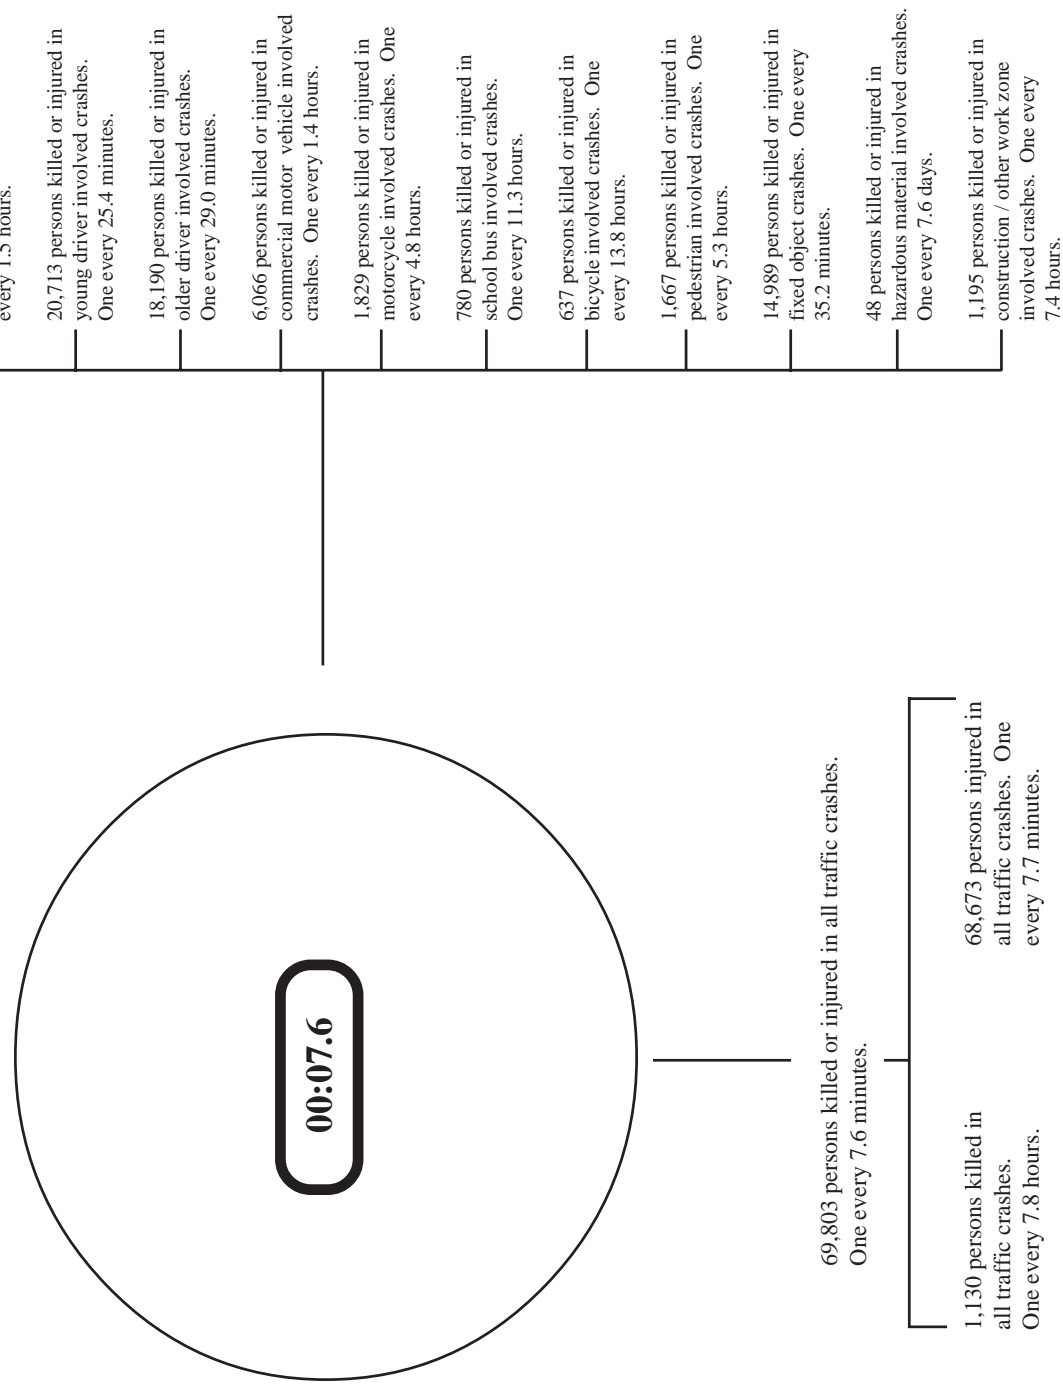 every 1.5 hours.
20,713 persons killed or injured in
young driver involved crashes.
One every 25.4 minutes.
18,190 persons killed or injured in
older driver involved crashes.
One every 29.0 minutes.
6,066 persons killed or injured in
commercial motor vehicle involved
crashes. One every 1.4 hours.
1,829 persons killed or injured in
motorcycle involved crashes. One
every 4.8 hours.
780 persons killed or injured in
school bus involved crashes.
One every 11.3 hours.
637 persons killed or injured in
bicycle involved crashes. One
every 13.8 hours.
1,667 persons killed or injured in
pedestrian involved crashes. One
every 5.3 hours.
14,989 persons killed or injured in
fixed object crashes. One every
35.2 minutes.
48 persons killed or injured in
hazardous material involved crashes.
One every 7.6 days.
1,195 persons killed or injured in
construction / other work zone
involved crashes. One every
7.4 hours.
00:07.6
69,803 persons killed or injured in all traffic crashes.
One every 7.6 minutes.
1,130 persons killed in
all traffic crashes.
One every 7.8 hours.
68,673 persons injured in
all traffic crashes. One
every 7.7 minutes.